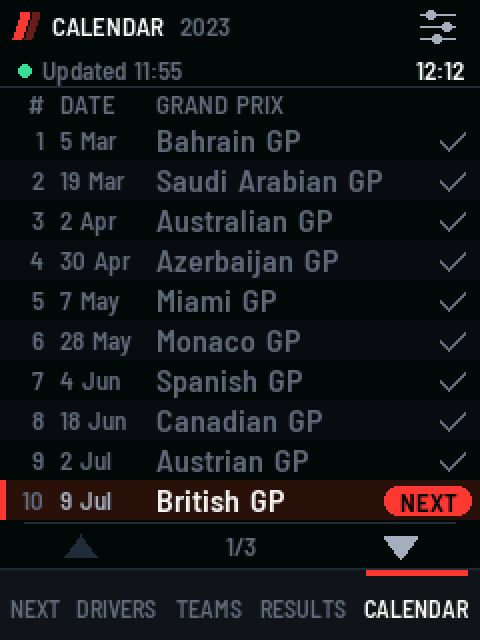 CALENDAR 2023
Updated 11:55 12:12
# DATE GRAND PRIX
1 5 Mar Bahrain GP
2 19 Mar Saudi Arabian GP
3 2 Apr Australian GP
4 30 Apr Azerbaijan GP
5 7 May Miami GP
6 28 May Monaco GP
7 4 Jun Spanish GP
8 18 Jun Canadian GP
9 2 Jul Austrian GP
10 9 Jul British GP NEXT
1/3
NEXT DRIVERS TEAMS RESULTS CALENDAR